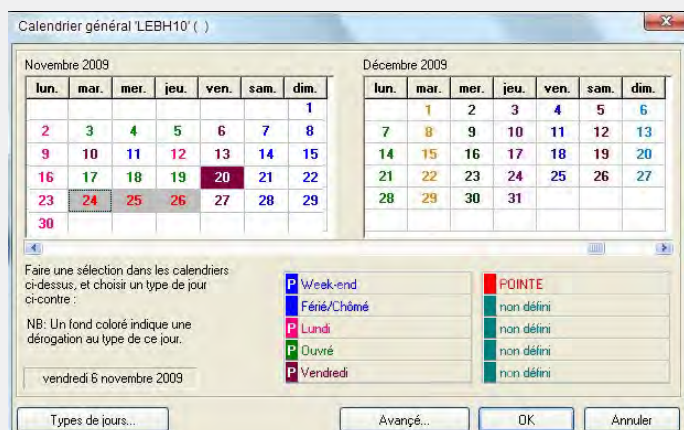 Calendrier général 'LEBH10' ( )
Novembre 2009
lun. mar. mer. jeu. ven. sam. dim.
1
2 3 4 5 6 7 8
9 10 11 12 13 14 15
16 17 18 19 20 21 22
23 24 25 26 27 28 29
30
Décembre 2009
lun. mar. mer. jeu. ven. sam. dim.
1 2 3 4 5 6
7 8 9 10 11 12 13
14 15 16 17 18 19 20
21 22 23 24 25 26 27
28 29 30 31
Faire une sélection dans les calendriers
ci-dessus, et choisir un type de jour
ci-contre :
NB: Un fond coloré indique une
dérogation au type de ce jour.
vendredi 6 novembre 2009
P Week-end
Férié/Chômé
P Lundi
P Ouvré
P Vendredi
POINTE
non défini
non défini
non défini
non défini
Types de jours...
Avançé...
OK
Annuler